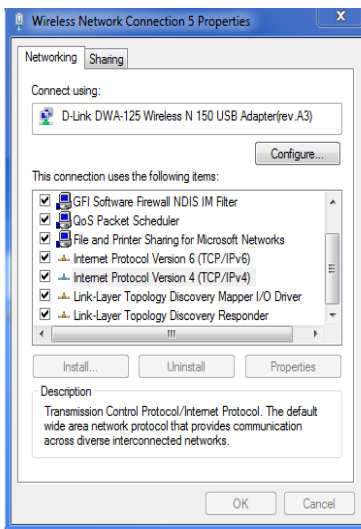 Wireless Network Connection 5 Properties
X
Networking
Sharing
Connect using:
D-Link DWA-125 Wireless N 150 USB Adapter(rev.A3)
Configure...
This connection uses the following items:
GFI Software Firewall NDIS IM Filter
QoS Packet Scheduler
File and Printer Sharing for Microsoft Networks
Internet Protocol Version 6 (TCP/IPv6)
Internet Protocol Version 4 (TCP/IPv4)
Link-Layer Topology Discovery Mapper I/O Driver
Link-Layer Topology Discovery Responder
Install...
Uninstall
Properties
Description
Transmission Control Protocol/Internet Protocol. The default
wide area network protocol that provides communication
across diverse interconnected networks.
OK
Cancel